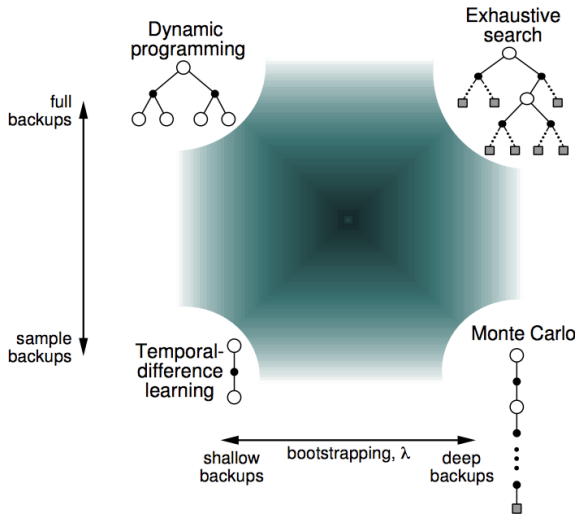 Dynamic
programming
Exhaustive
search
full
backups
sample
backups
Temporal-
difference
learning
Monte Carlo
shallow
backups
bootstrapping, λ
deep
backups